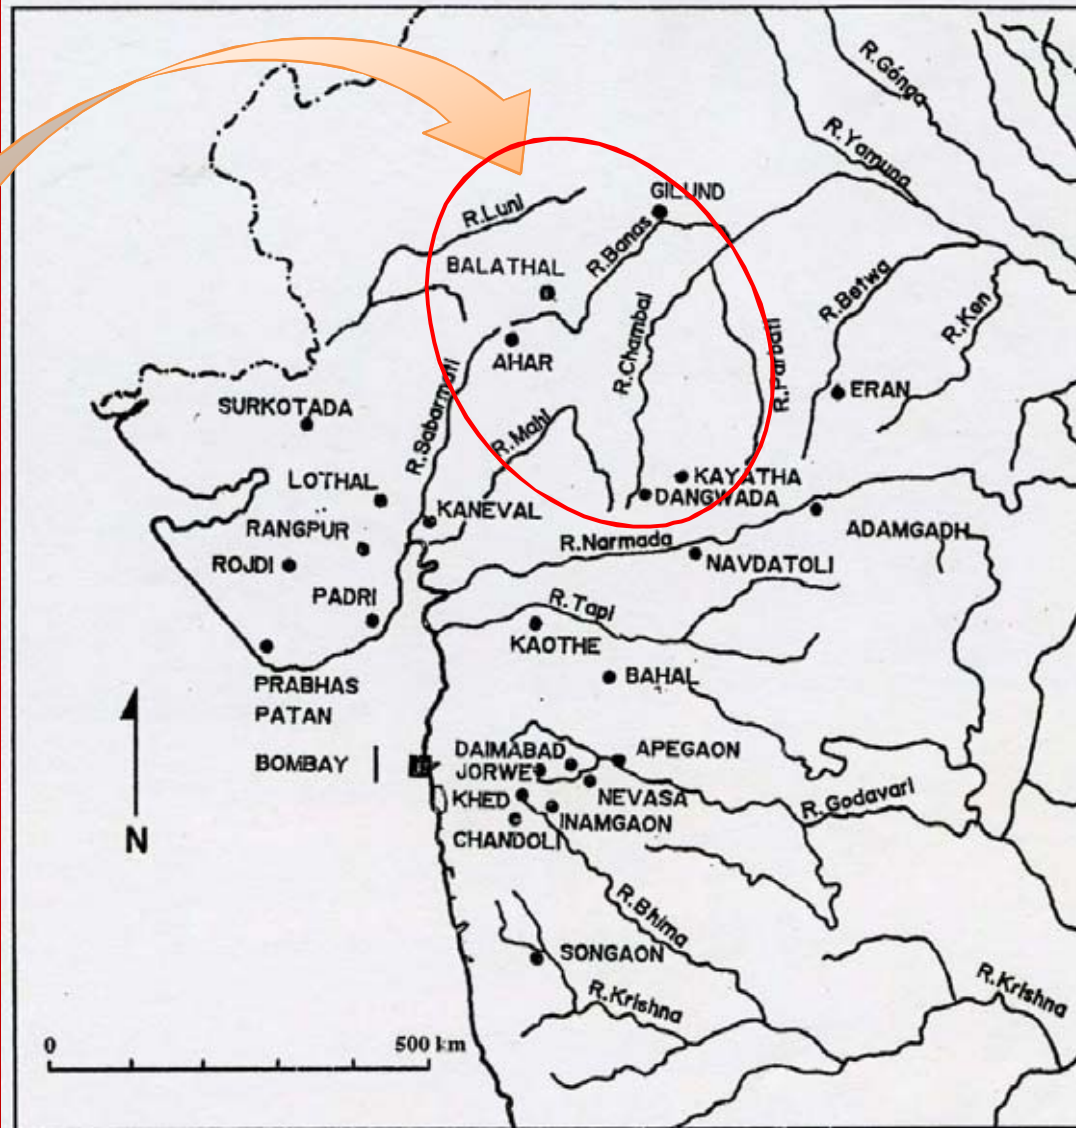 R.Gónga
R.Yamuna
GILUND
R.Luni
R.Banas
BALATHAL
R.Betwa
R.Ken
R.Chambal
R.Parbati
AHAR
ERAN
SURKOTADA
R.Sabarmati
R.Mahi
LOTHAL
KAYATHA
DANGWADA
KANEVAL
RANGPUR
ADAMGADH
R.Narmada
ROJDI
NAVDATOLI
PADRI
R.Tapi
KAOTHE
BAHAL
PRABHAS
PATAN
BOMBAY
DAIMABAD
APEGAON
JORWE
KHED
NEVASA
R.Godavari
INAMGAON
CHANDOLI
N
R.Bhima
SONGAON
R.Krishna
R.Krishna
0
500 km